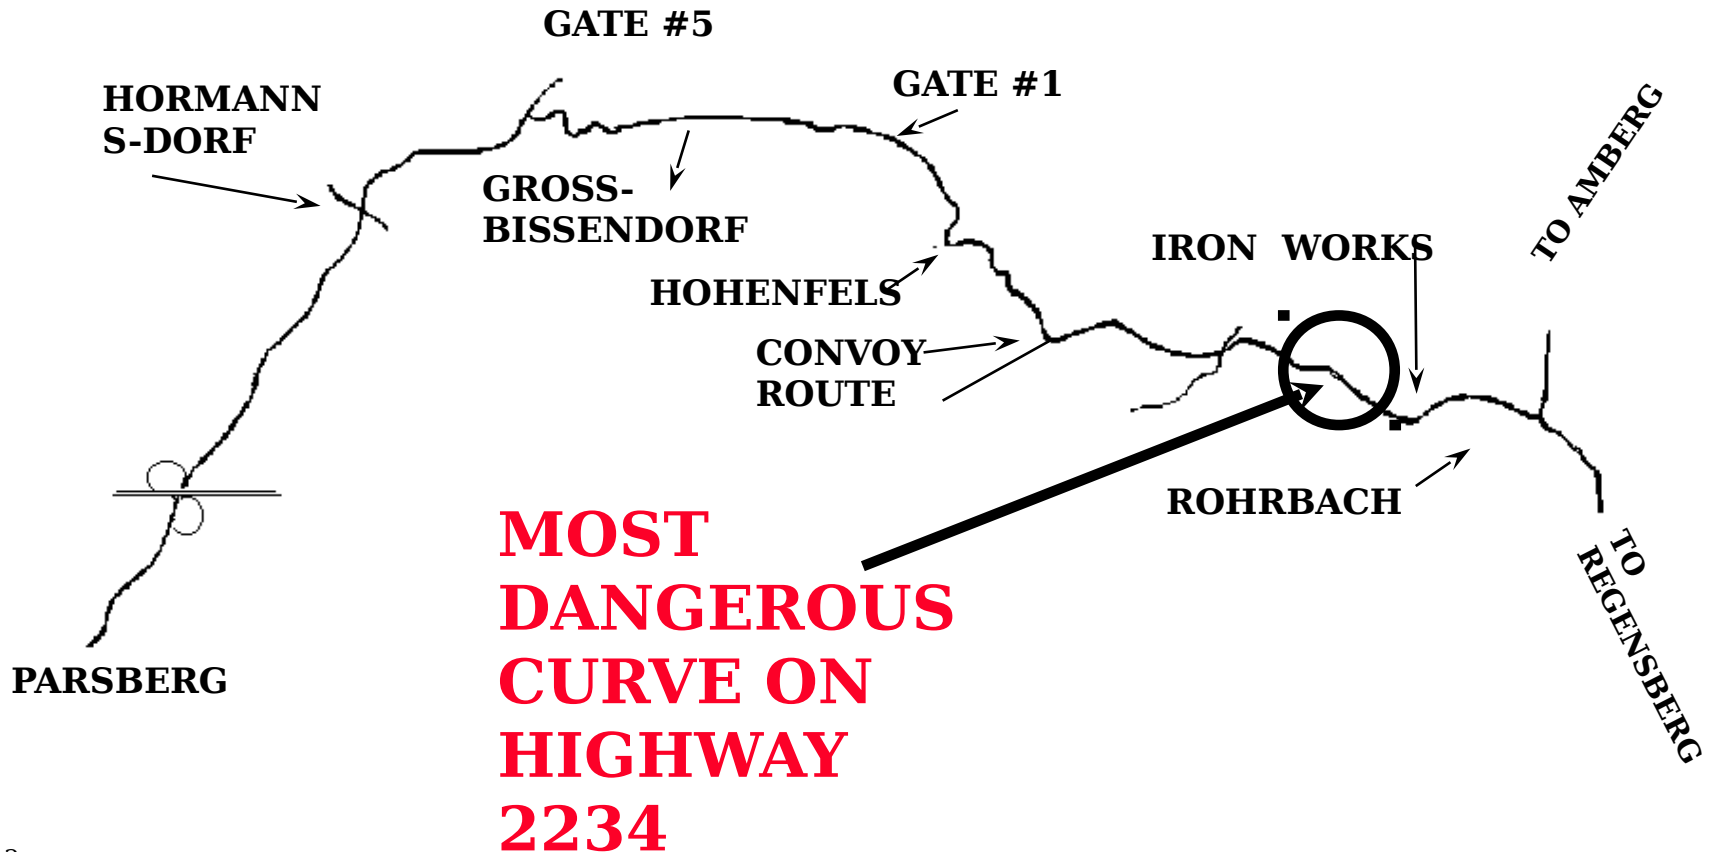 GATE #5
GATE #1
HORMANN
S-DORF
TO AMBERG
GROSS-
BISSENDORF
IRON WORKS
HOHENFELS
CONVOY
ROUTE
ROHRBACH
MOST
DANGEROUS
CURVE ON
HIGHWAY
2234
TO
REGENSBERG
PARSBERG